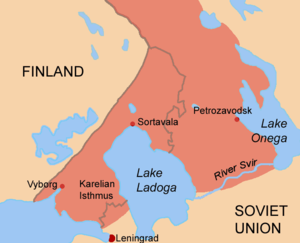 FINLAND
Petrozavodsk
Sortavala
Lake
Onega
Vyborg
Karelian
Isthmus
Lake
Ladoga
River Svir
SOVIET
UNION
Leningrad